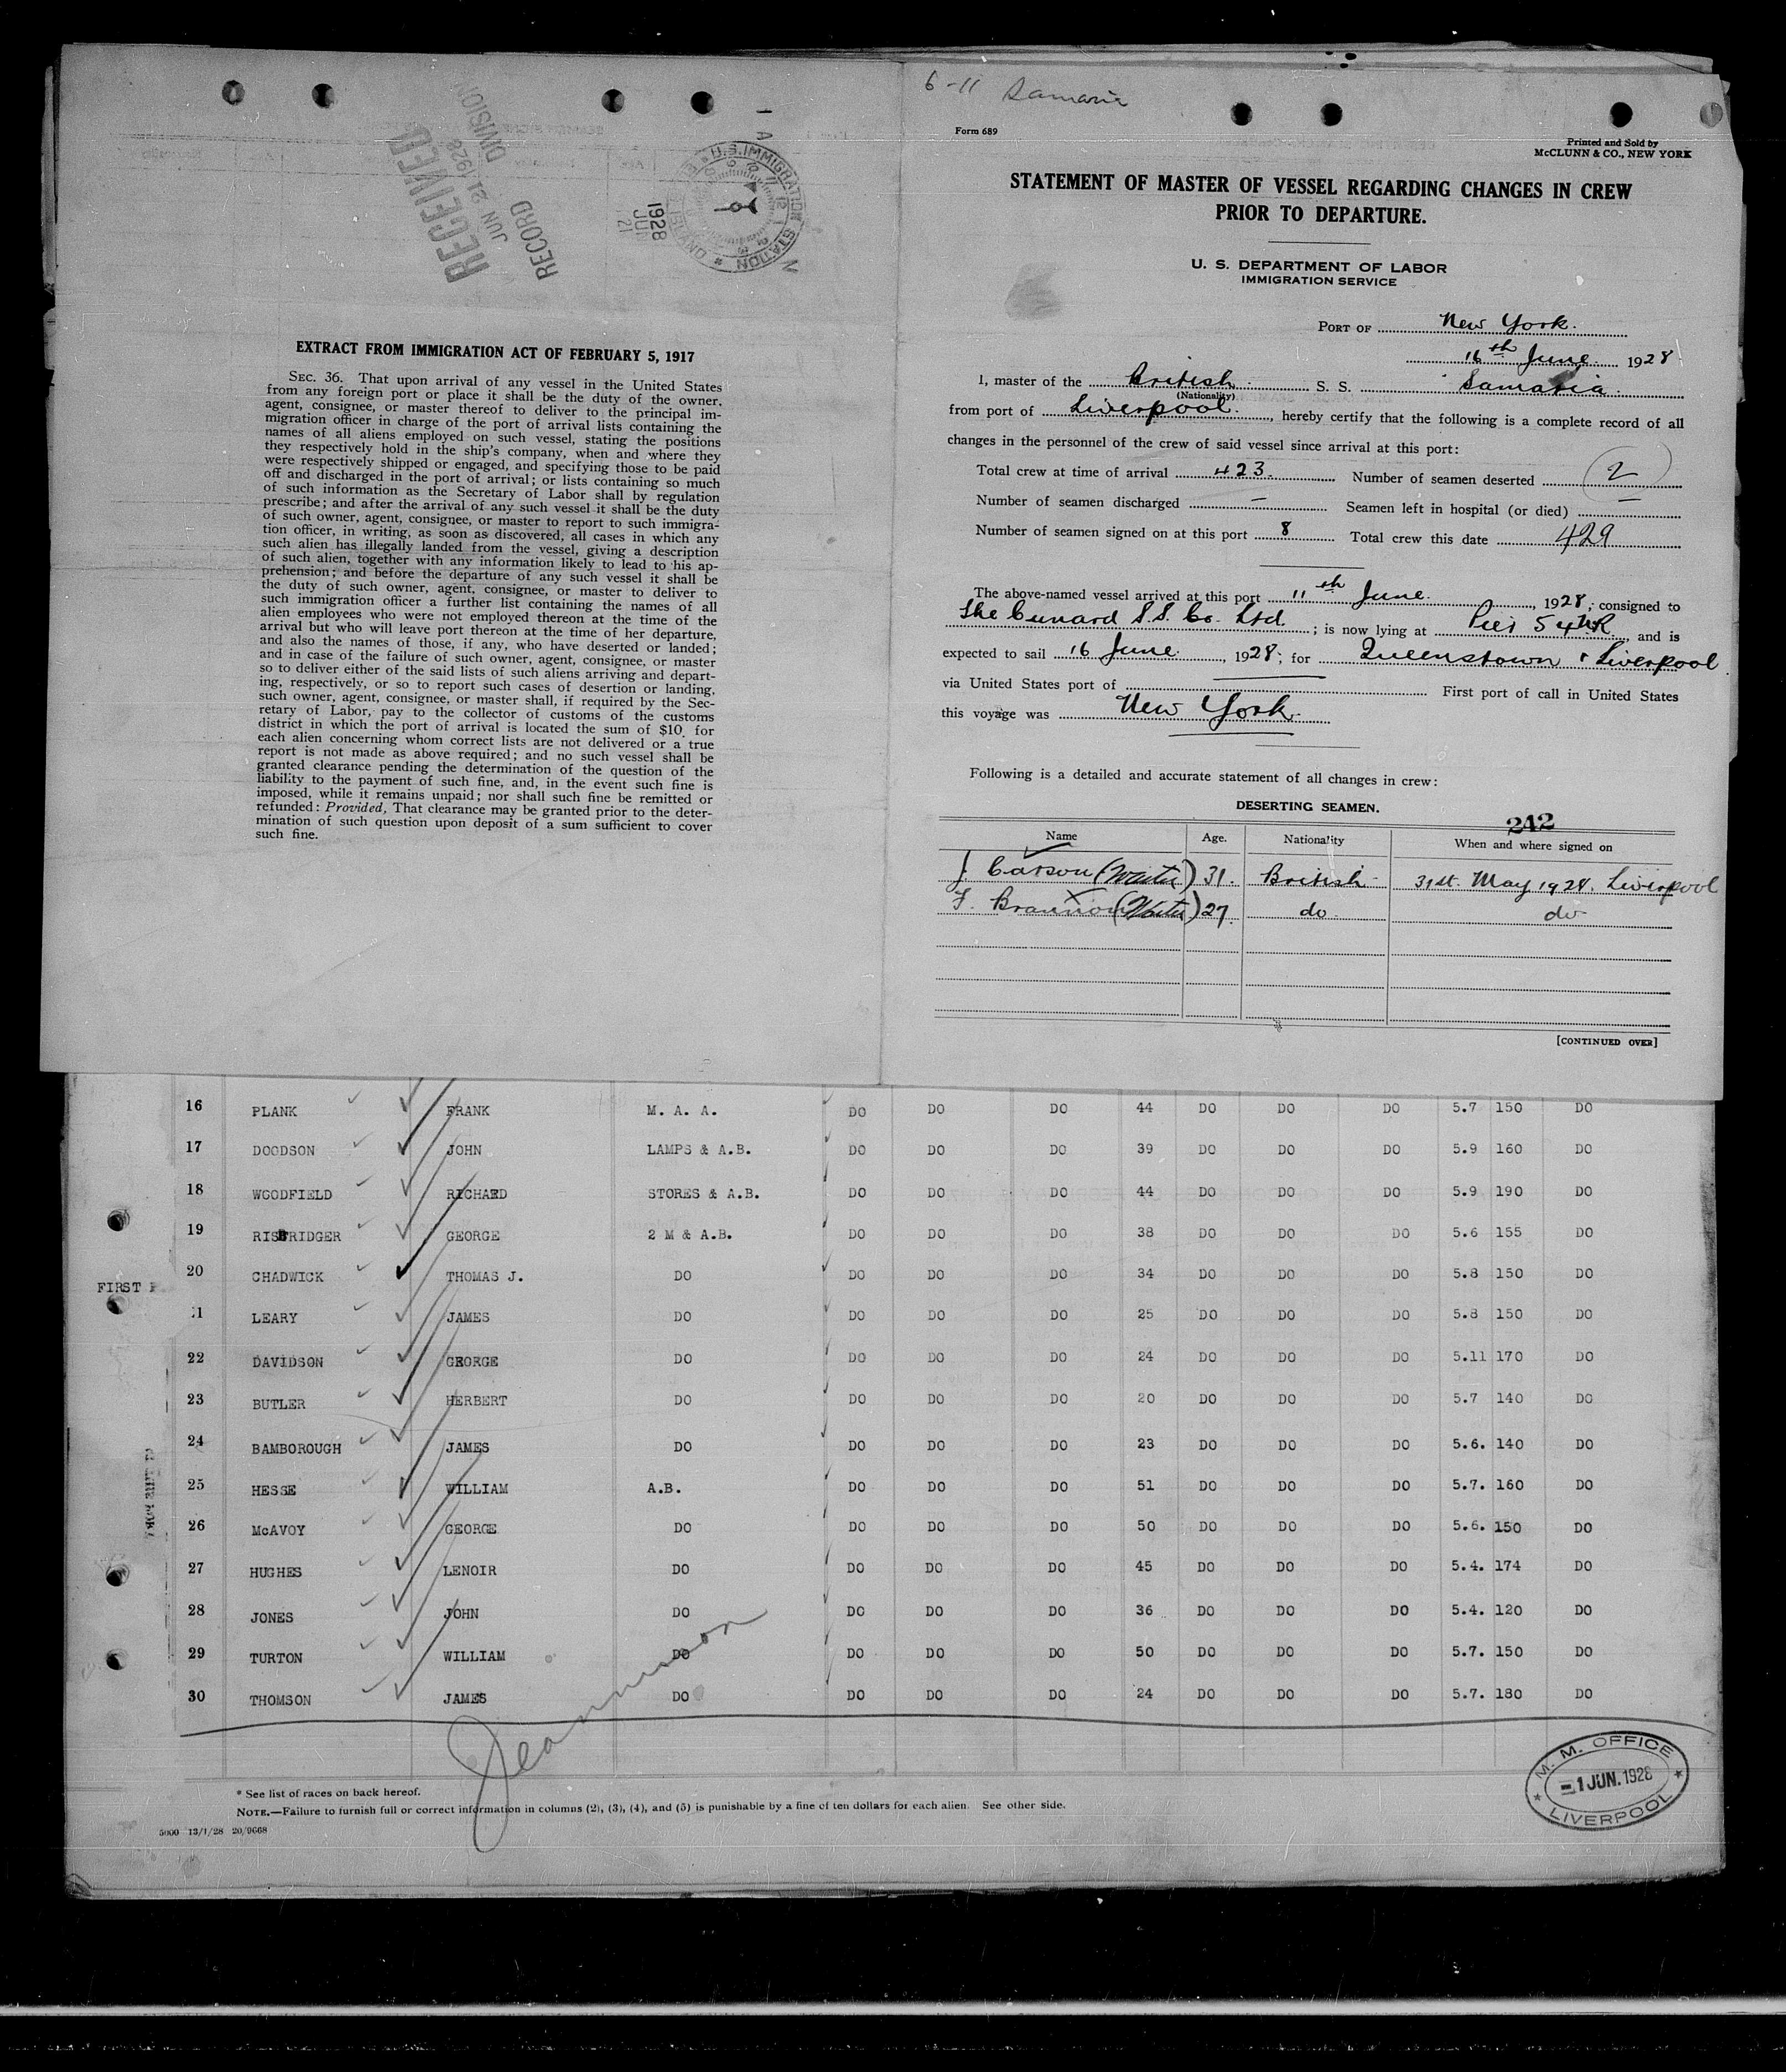 RECEIVED
JUN 21 1928
RECORD DIVISION
U.S. IMMIGRATION STATION
1928
JUN
21
EXTRACT FROM IMMIGRATION ACT OF FEBRUARY 5, 1917
SEC. 36. That upon arrival of any vessel in the United States
from any foreign port or place it shall be the duty of the owner,
agent, consignee, or master thereof to deliver to the principal im-
migration officer in charge of the port of arrival lists containing the
names of all aliens employed on such vessel, stating the positions
they respectively hold in the ship's company, when and where they
were respectively shipped or engaged, and specifying those to be paid
off and discharged in the port of arrival; or lists containing so much
of such information as the Secretary of Labor shall by regulation
prescribe; and after the arrival of any such vessel it shall be the duty
of such owner, agent, consignee, or master to report to such immigra-
tion officer, in writing, as soon as discovered, all cases in which any
such alien has illegally landed from the vessel, giving a description
of such alien, together with any information likely to lead to his ap-
prehension; and before the departure of any such vessel it shall be
the duty of such owner, agent, consignee, or master to deliver to
such immigration officer a further list containing the names of all
alien employees who were not employed thereon at the time of the
arrival but who will leave port thereon at the time of her departure,
and also the names of those, if any, who have deserted or landed;
and in case of the failure of such owner, agent, consignee, or master
so to deliver either of the said lists of such aliens arriving and depart-
ing, respectively, or so to report such cases of desertion or landing,
such owner, agent, consignee, or master shall, if required by the Sec-
retary of Labor, pay to the collector of customs of the customs
district in which the port of arrival is located the sum of $10 for
each alien concerning whom correct lists are not delivered or a true
report is not made as above required; and no such vessel shall be
granted clearance pending the determination of the question of the
liability to the payment of such fine, and, in the event such fine is
imposed, while it remains unpaid; nor shall such fine be remitted or
refunded: Provided, That clearance may be granted prior to the deter-
mination of such question upon deposit of a sum sufficient to cover
such fine.
6-11 Samaria
Form 689
Printed and Sold by
McCLUNN & CO., NEW YORK
STATEMENT OF MASTER OF VESSEL REGARDING CHANGES IN CREW
PRIOR TO DEPARTURE.
U. S. DEPARTMENT OF LABOR
IMMIGRATION SERVICE
PORT OF New York.
16th June 1928
I, master of the British S. S. Samaria
(Nationality)
from port of Liverpool, hereby certify that the following is a complete record of all
changes in the personnel of the crew of said vessel since arrival at this port:
Total crew at time of arrival 423. Number of seamen deserted 2
Number of seamen discharged — Seamen left in hospital (or died) —
Number of seamen signed on at this port 8 Total crew this date 429
The above-named vessel arrived at this port 11th June, 1928, consigned to
The Cunard S.S. Co. Ltd.; is now lying at Pier 54 N.R, and is
expected to sail 16 June, 1928; for Queenstown & Liverpool.
via United States port of First port of call in United States
this voyage was New York.
Following is a detailed and accurate statement of all changes in crew:
DESERTING SEAMEN.
242
Name Age. Nationality When and where signed on
J. Carson (Waiter) 31. British 31st. May 1928. Liverpool
F. Brannon (Waiter) 27. do do
[CONTINUED OVER]
16 PLANK FRANK M. A. A. DO DO DO 44 DO DO DO 5.7 150 DO
17 DOODSON JOHN LAMPS & A.B. DO DO DO 39 DO DO DO 5.9 160 DO
18 WOODFIELD RICHARD STORES & A.B. DO DO DO 44 DO DO DO 5.9 190 DO
19 RISBRIDGER GEORGE 2 M & A.B. DO DO DO 38 DO DO DO 5.6 155 DO
20 CHADWICK THOMAS J. DO DO DO DO 34 DO DO DO 5.8 150 DO
FIRST
1 LEARY JAMES DO DO DO DO 25 DO DO DO 5.8 150 DO
22 DAVIDSON GEORGE DO DO DO DO 24 DO DO DO 5.11 170 DO
23 BUTLER HERBERT DO DO DO DO 20 DO DO DO 5.7 140 DO
24 BAMBOROUGH JAMES DO DO DO DO 23 DO DO DO 5.6. 140 DO
25 HESSE WILLIAM A.B. DO DO DO 51 DO DO DO 5.7. 160 DO
26 McAVOY GEORGE DO DO DO DO 50 DO DO DO 5.6. 150 DO
27 HUGHES LENOIR DO DO DO DO 45 DO DO DO 5.4. 174 DO
28 JONES JOHN DO DO DO DO 36 DO DO DO 5.4. 120 DO
29 TURTON WILLIAM DO DO DO DO 50 DO DO DO 5.7. 150 DO
30 THOMSON JAMES DO DO DO DO 24 DO DO DO 5.7. 180 DO
M. M. OFFICE
1 JUN. 1928
LIVERPOOL
* See list of races on back hereof.
NOTE.—Failure to furnish full or correct information in columns (2), (3), (4), and (5) is punishable by a fine of ten dollars for each alien. See other side.
5000 13/1/28 20/9668